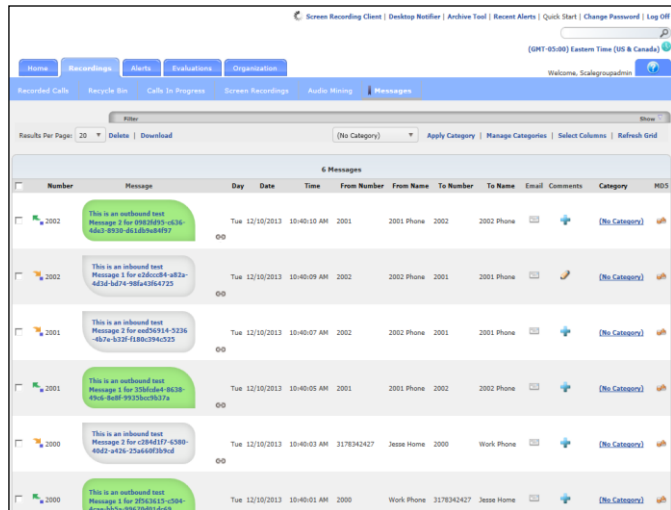 Screen Recording Client | Desktop Notifier | Archive Tool | Recent Alerts | Quick Start | Change Password | Log Off
(GMT-05:00) Eastern Time (US & Canada)
Home Recordings Alerts Evaluations Organization
Welcome, Scalegroupadmin
Recorded Calls Recycle Bin Calls In Progress Screen Recordings Audio Mining Messages
Filter Show
Results Per Page: 20 Delete | Download (No Category) Apply Category | Manage Categories | Select Columns | Refresh Grid
6 Messages
Number Message Day Date Time From Number From Name To Number To Name Email Comments Category MD5
This is an outbound test
2002 Message 2 for 0983fd95-c636- Tue 12/10/2013 10:40:10 AM 2001 2001 Phone 2002 2002 Phone (No Category)
4da3-8930-d61db9e84f97
This is an inbound test
2002 Message 1 for e2dccc84-a82a- Tue 12/10/2013 10:40:09 AM 2002 2002 Phone 2001 2001 Phone (No Category)
4d3d-bd74-98fa43f64725
This is an inbound test
2001 Message 2 for eed56914-5236 Tue 12/10/2013 10:40:07 AM 2002 2002 Phone 2001 2001 Phone (No Category)
-4b7e-b32f-f180c394c525
This is an outbound test
2001 Message 1 for 35bfcde4-8638- Tue 12/10/2013 10:40:05 AM 2001 2001 Phone 2002 2002 Phone (No Category)
49c6-8e8f-9935bcc9b37a
This is an inbound test
2000 Message 2 for c284d1f7-6580- Tue 12/10/2013 10:40:03 AM 3178342427 Jesse Home 2000 Work Phone (No Category)
40d2-a426-25a660f3b9cd
This is an outbound test
2000 Message 1 for 2f563615-c504- Tue 12/10/2013 10:40:01 AM 2000 Work Phone 3178342427 Jesse Home (No Category)